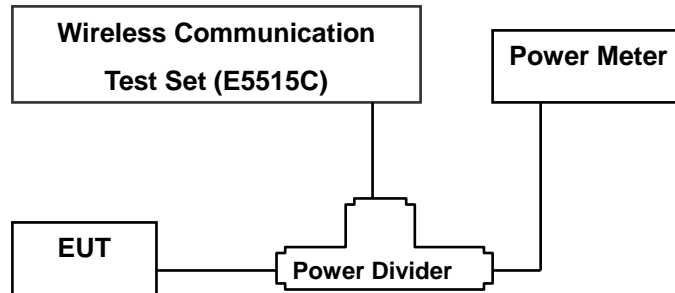 Wireless Communication
Test Set (E5515C)
Power Meter
EUT
Power Divider